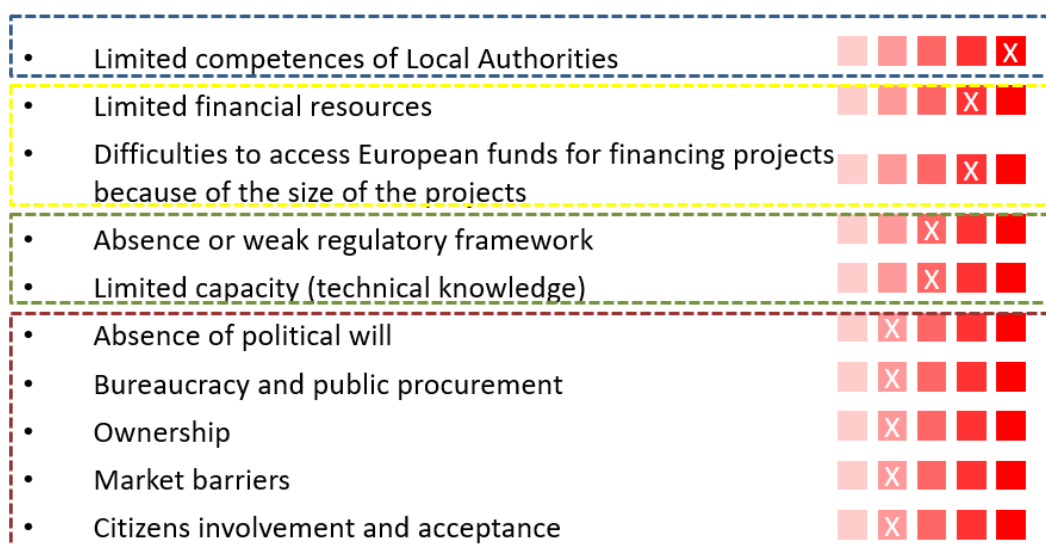 • Limited competences of Local Authorities X
• Limited financial resources X
• Difficulties to access European funds for financing projects
because of the size of the projects X
• Absence or weak regulatory framework X
• Limited capacity (technical knowledge) X
• Absence of political will X
• Bureaucracy and public procurement X
• Ownership X
• Market barriers X
• Citizens involvement and acceptance X